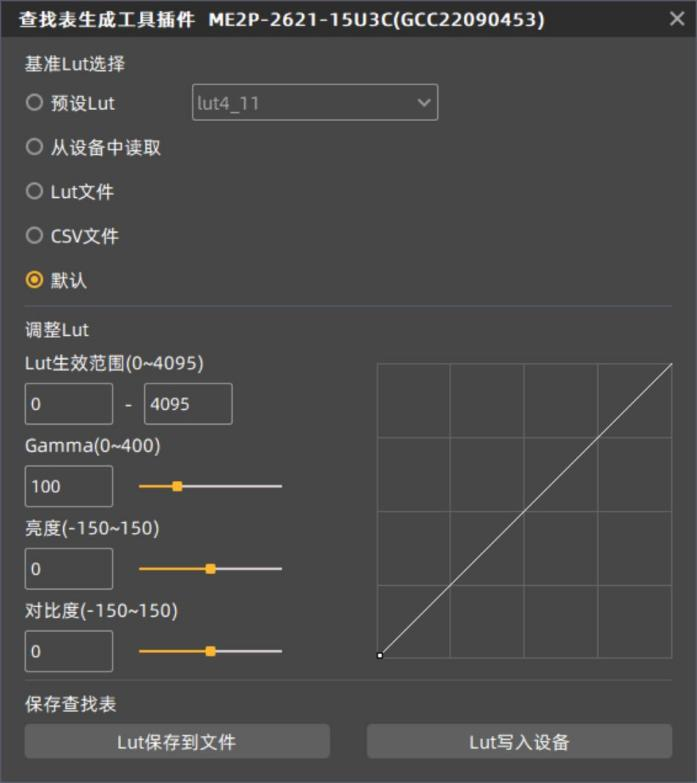 查找表生成工具插件 ME2P-2621-15U3C(GCC22090453)
基准Lut选择
预设Lut lut4_11
从设备中读取
Lut文件
CSV文件
默认
调整Lut
Lut生效范围(0~4095)
0 - 4095
Gamma(0~400)
100
亮度(-150~150)
0
对比度(-150~150)
0
保存查找表
Lut保存到文件 Lut写入设备